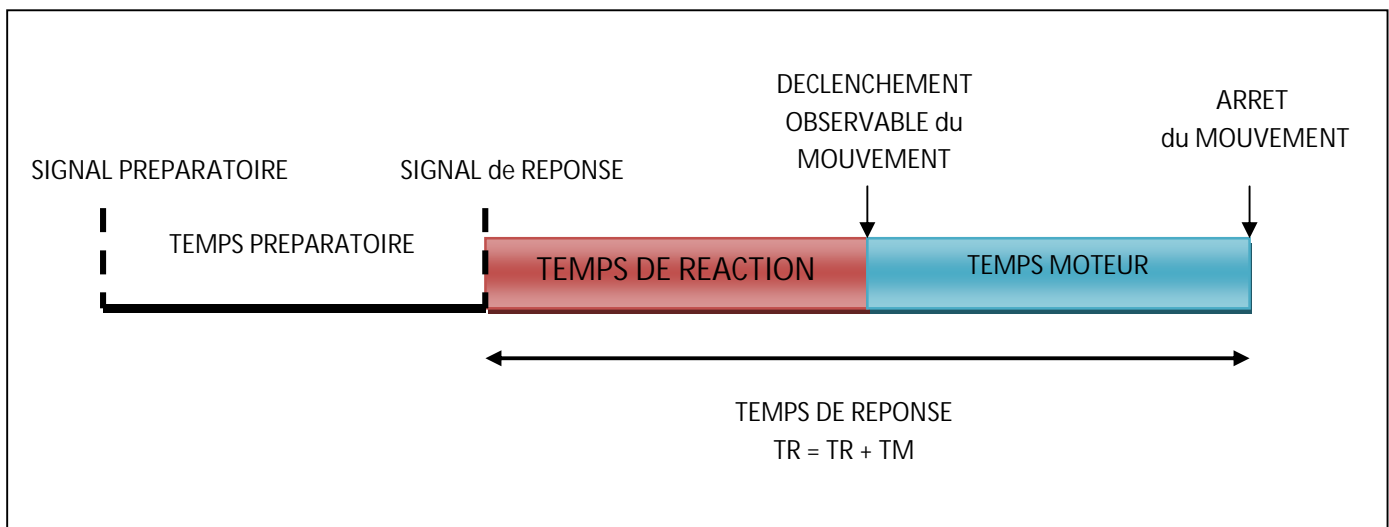 SIGNAL PREPARATOIRE
TEMPS PREPARATOIRE
SIGNAL de REPONSE
TEMPS DE REACTION
DECLENCHEMENT
OBSERVABLE du
MOUVEMENT
TEMPS MOTEUR
ARRET
du MOUVEMENT
TEMPS DE REPONSE
TR = TR + TM